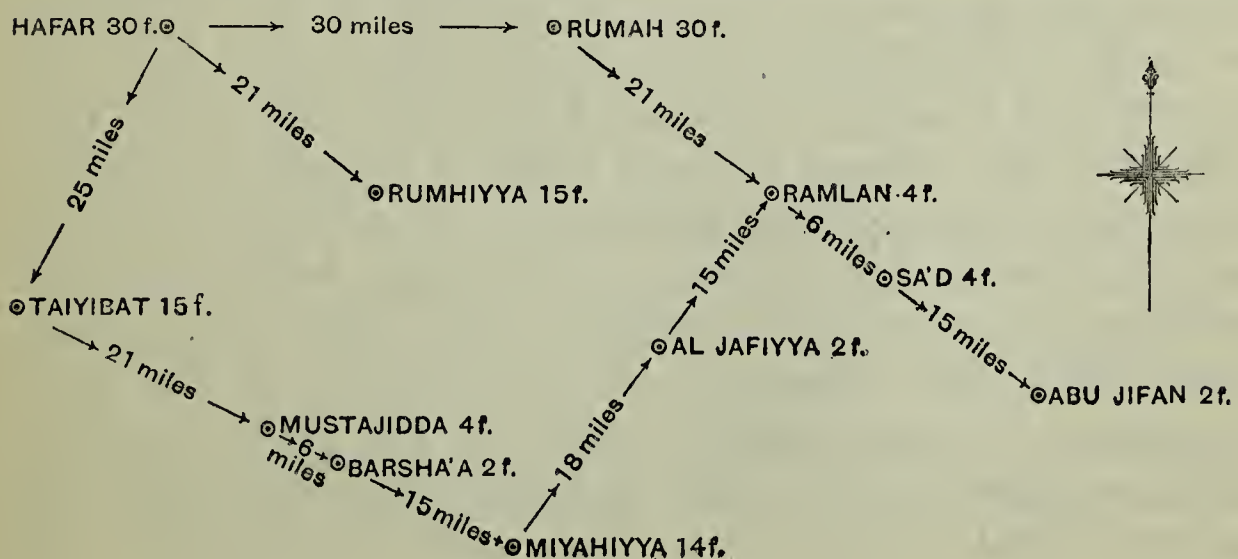 HAFAR 30 f.
30 miles
RUMAH 30 f.
21 miles
21 miles
25 miles
RUMHIYYA 15 f.
RAMLAN 4 f.
6 miles
SA'D 4 f.
TAIYIBAT 15 f.
15 miles
15 miles
AL JAFIYYA 2 f.
21 miles
ABU JIFAN 2 f.
MUSTAJIDDA 4 f.
6
miles
BARSHA'A 2 f.
18 miles
15 miles
MIYAHIYYA 14 f.